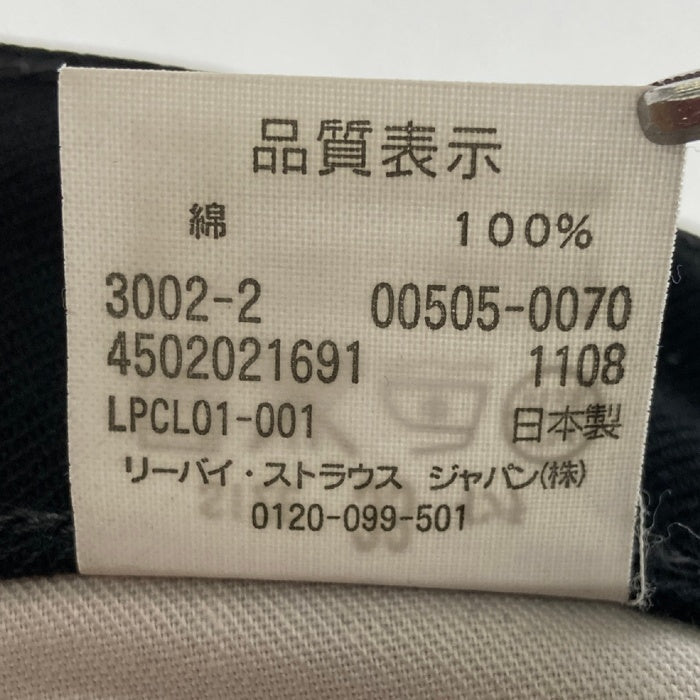 品質表示
綿 100%
3002-2 00505-0070
4502021691 1108
LPCL01-001 日本製
リーバイ・ストラウス ジャパン(株)
0120-099-501